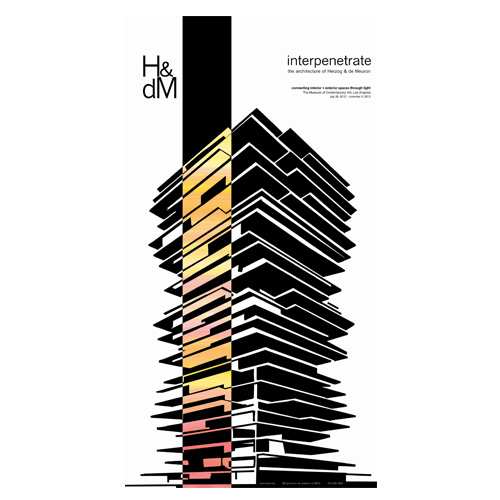 H&
dM
interpenetrate
the architecture of Herzog & de Meuron
connecting interior + exterior spaces through light
The Museum of Contemporary Art, Los Angeles